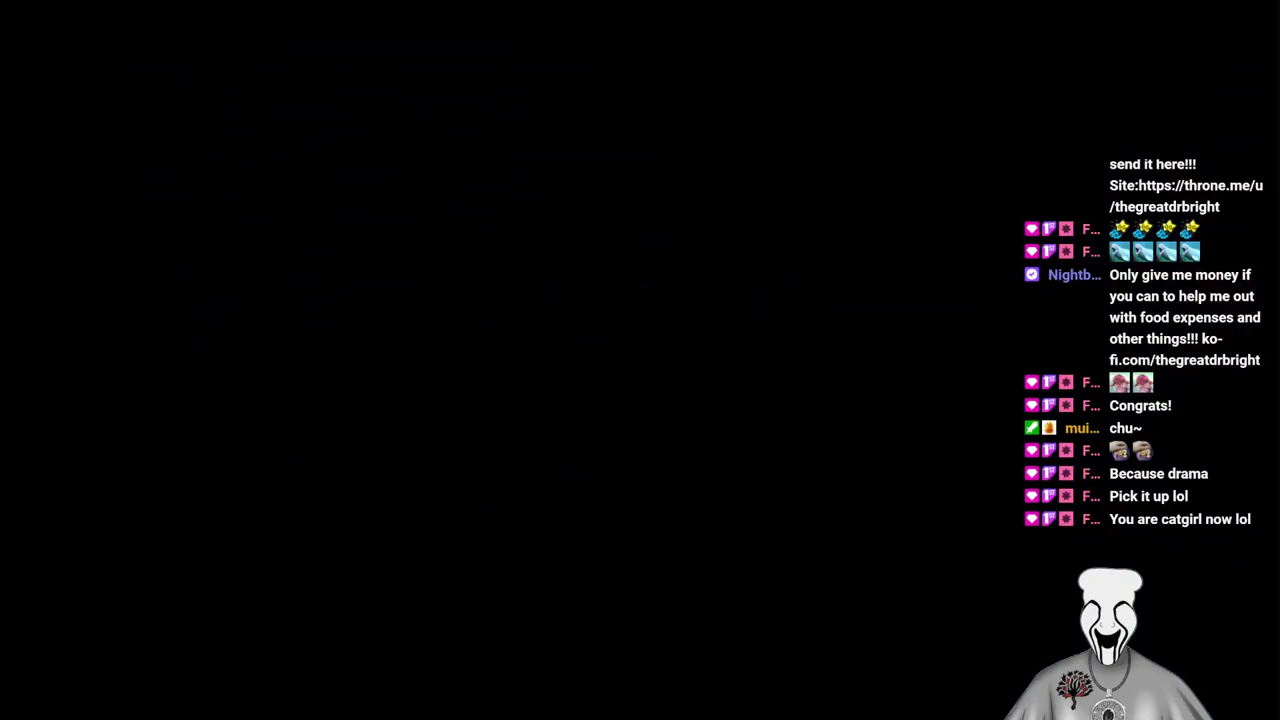 send it here!!!
Site:https://throne.me/u
/thegreatdrbright
F...
F...
Nightb... Only give me money if
you can to help me out
with food expenses and
other things!!! ko-
fi.com/thegreatdrbright
F...
F... Congrats!
mui... chu~
F...
F... Because drama
F... Pick it up lol
F... You are catgirl now lol